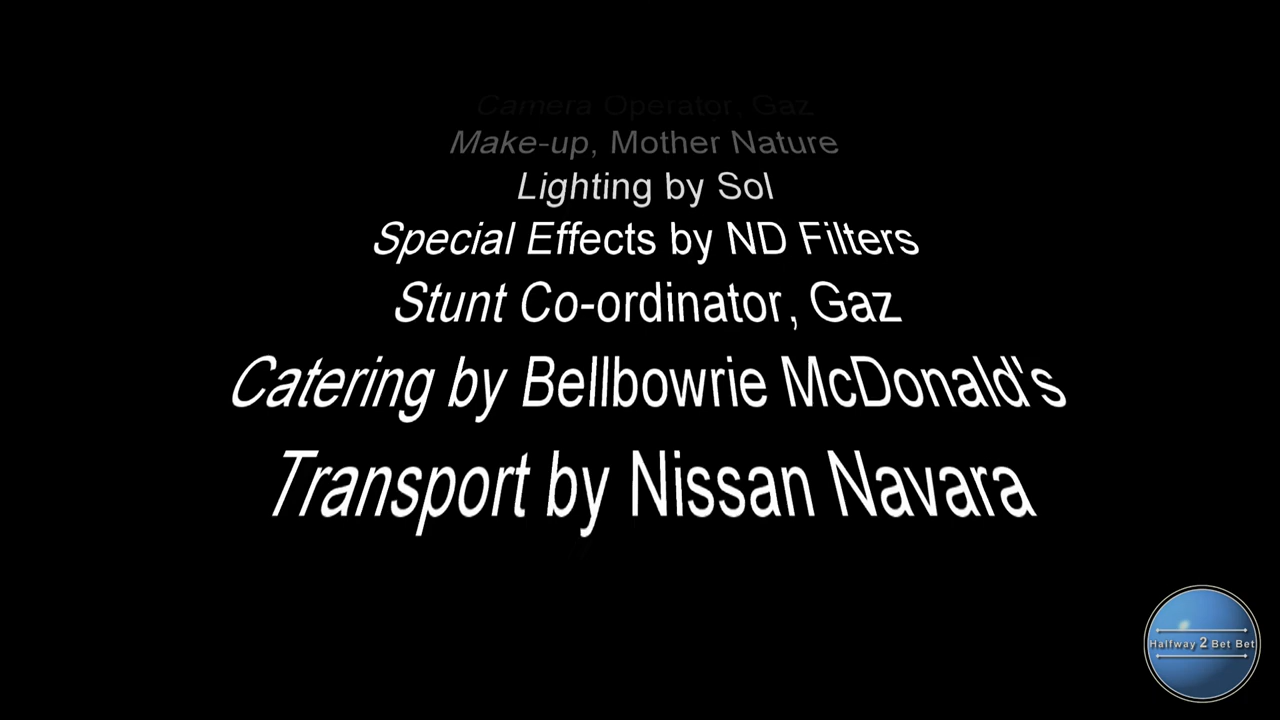 Camera Operator, Gaz
Make-up, Mother Nature
Lighting by Sol
Special Effects by ND Filters
Stunt Co-ordinator, Gaz
Catering by Bellbowrie McDonald's
Transport by Nissan Navara
Halfway 2 Bet Bet